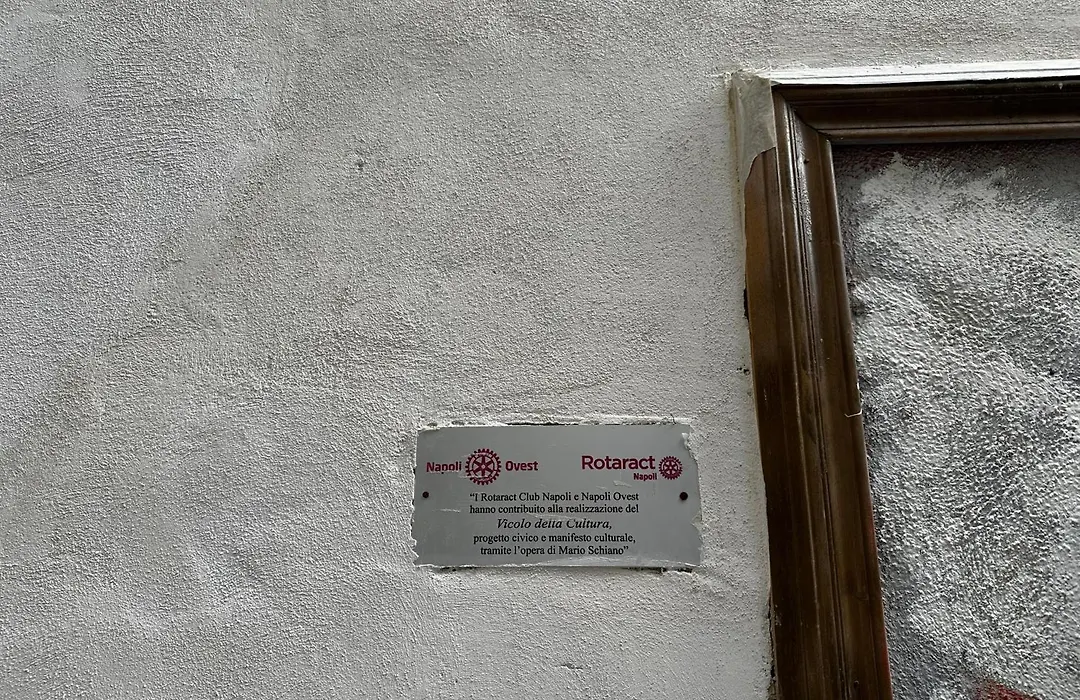 Napoli Ovest
Rotaract
Napoli
“I Rotaract Club Napoli e Napoli Ovest
hanno contribuito alla realizzazione del
Vicolo della Cultura,
progetto civico e manifesto culturale,
tramite l’opera di Mario Schiano”